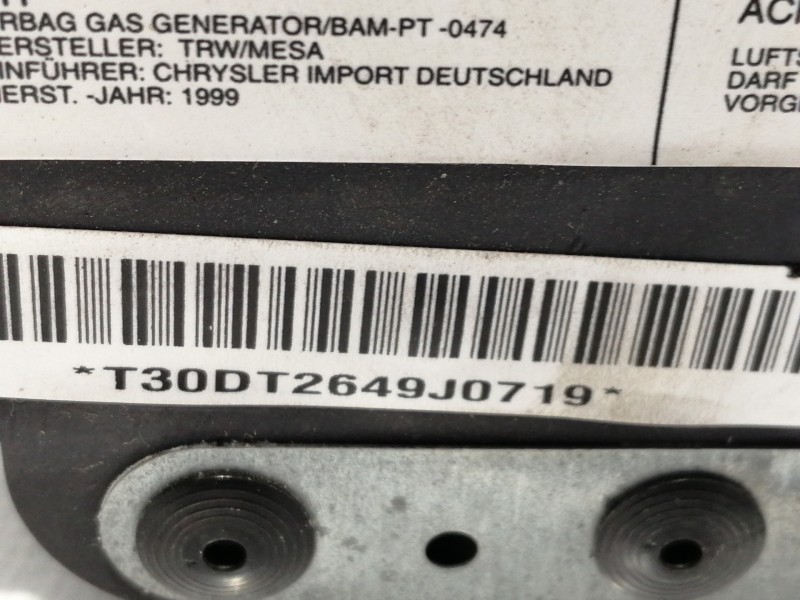 RBAG GAS GENERATOR/BAM-PT -0474
ERSTELLER: TRW/MESA
INFÜHRER: CHRYSLER IMPORT DEUTSCHLAND
HERST. -JAHR: 1999
LUFTS
DARF
VORG
*T30DT2649J0719*